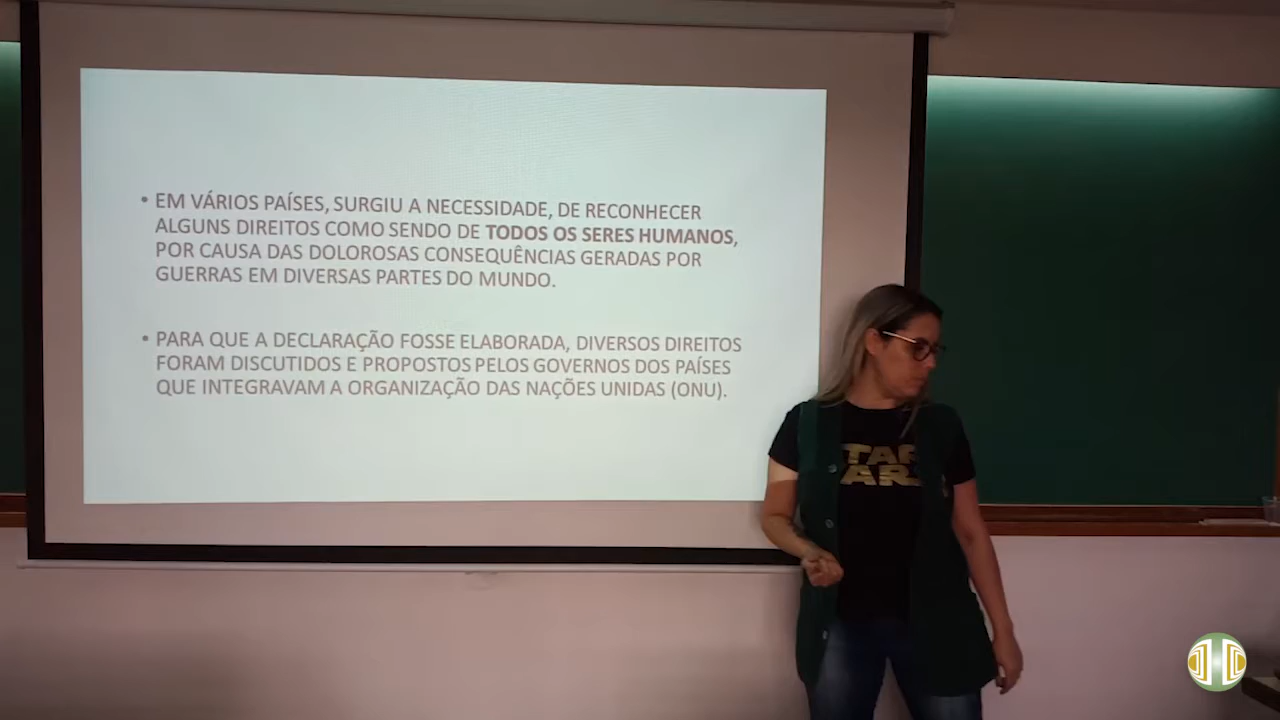 • EM VÁRIOS PAÍSES, SURGIU A NECESSIDADE, DE RECONHECER
ALGUNS DIREITOS COMO SENDO DE TODOS OS SERES HUMANOS,
POR CAUSA DAS DOLOROSAS CONSEQUÊNCIAS GERADAS POR
GUERRAS EM DIVERSAS PARTES DO MUNDO.
• PARA QUE A DECLARAÇÃO FOSSE ELABORADA, DIVERSOS DIREITOS
FORAM DISCUTIDOS E PROPOSTOS PELOS GOVERNOS DOS PAÍSES
QUE INTEGRAVAM A ORGANIZAÇÃO DAS NAÇÕES UNIDAS (ONU).
STAR
WARS